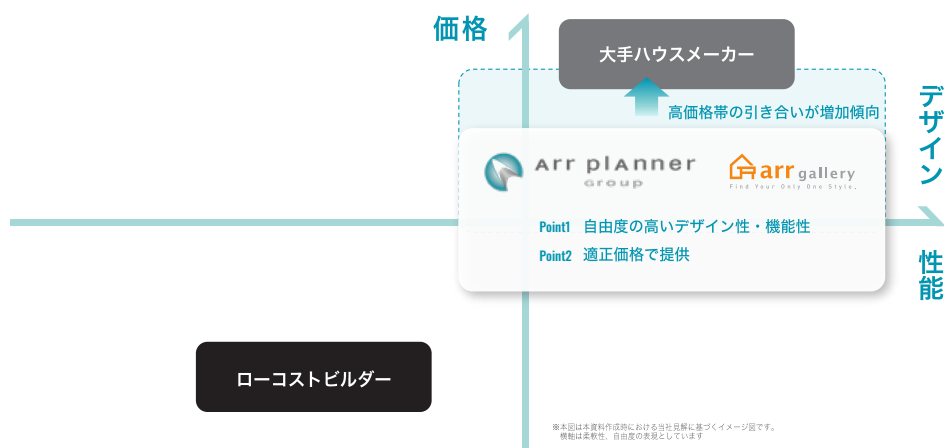 価格
大手ハウスメーカー
高価格帯の引き合いが増加傾向
デザイン
Arr plAnner
Group
arr gallery
Find Your Only One Style.
Point1 自由度の高いデザイン性・機能性
Point2 適正価格で提供
性能
ローコストビルダー
※本図は本資料作成時における当社見解に基づくイメージ図です。
横軸は柔軟性、自由度の表現としています